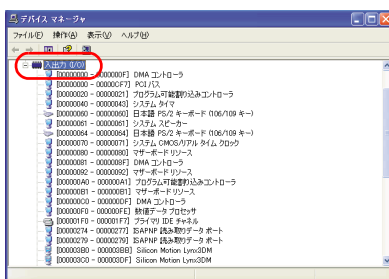 デバイス マネージャ
ファイル(F) 操作(A) 表示(V) ヘルプ(H)
入出力 (I/O)
[00000000 - 0000000F] DMA コントローラ
[00000000 - 00000CF7] PCI バス
[00000020 - 00000021] プログラム可能割り込みコントローラ
[00000040 - 00000043] システム タイマ
[00000060 - 00000060] 日本語 PS/2 キーボード (106/109 キー)
[00000061 - 00000061] システム スピーカー
[00000064 - 00000064] 日本語 PS/2 キーボード (106/109 キー)
[00000070 - 00000071] システム CMOS/リアル タイム クロック
[00000080 - 00000080] マザーボード リソース
[00000081 - 0000008F] DMA コントローラ
[00000092 - 00000092] マザーボード リソース
[000000A0 - 000000A1] プログラム可能割り込みコントローラ
[000000B1 - 000000B1] マザーボード リソース
[000000C0 - 000000DF] DMA コントローラ
[000000F0 - 000000FE] 数値データ プロセッサ
[000001F0 - 000001F7] プライマリ IDE チャネル
[00000274 - 00000277] ISAPNP 読み取りデータ ポート
[00000279 - 00000279] ISAPNP 読み取りデータ ポート
[000003B0 - 000003BB] Silicon Motion Lynx3DM
[000003C0 - 000003DF] Silicon Motion Lynx3DM